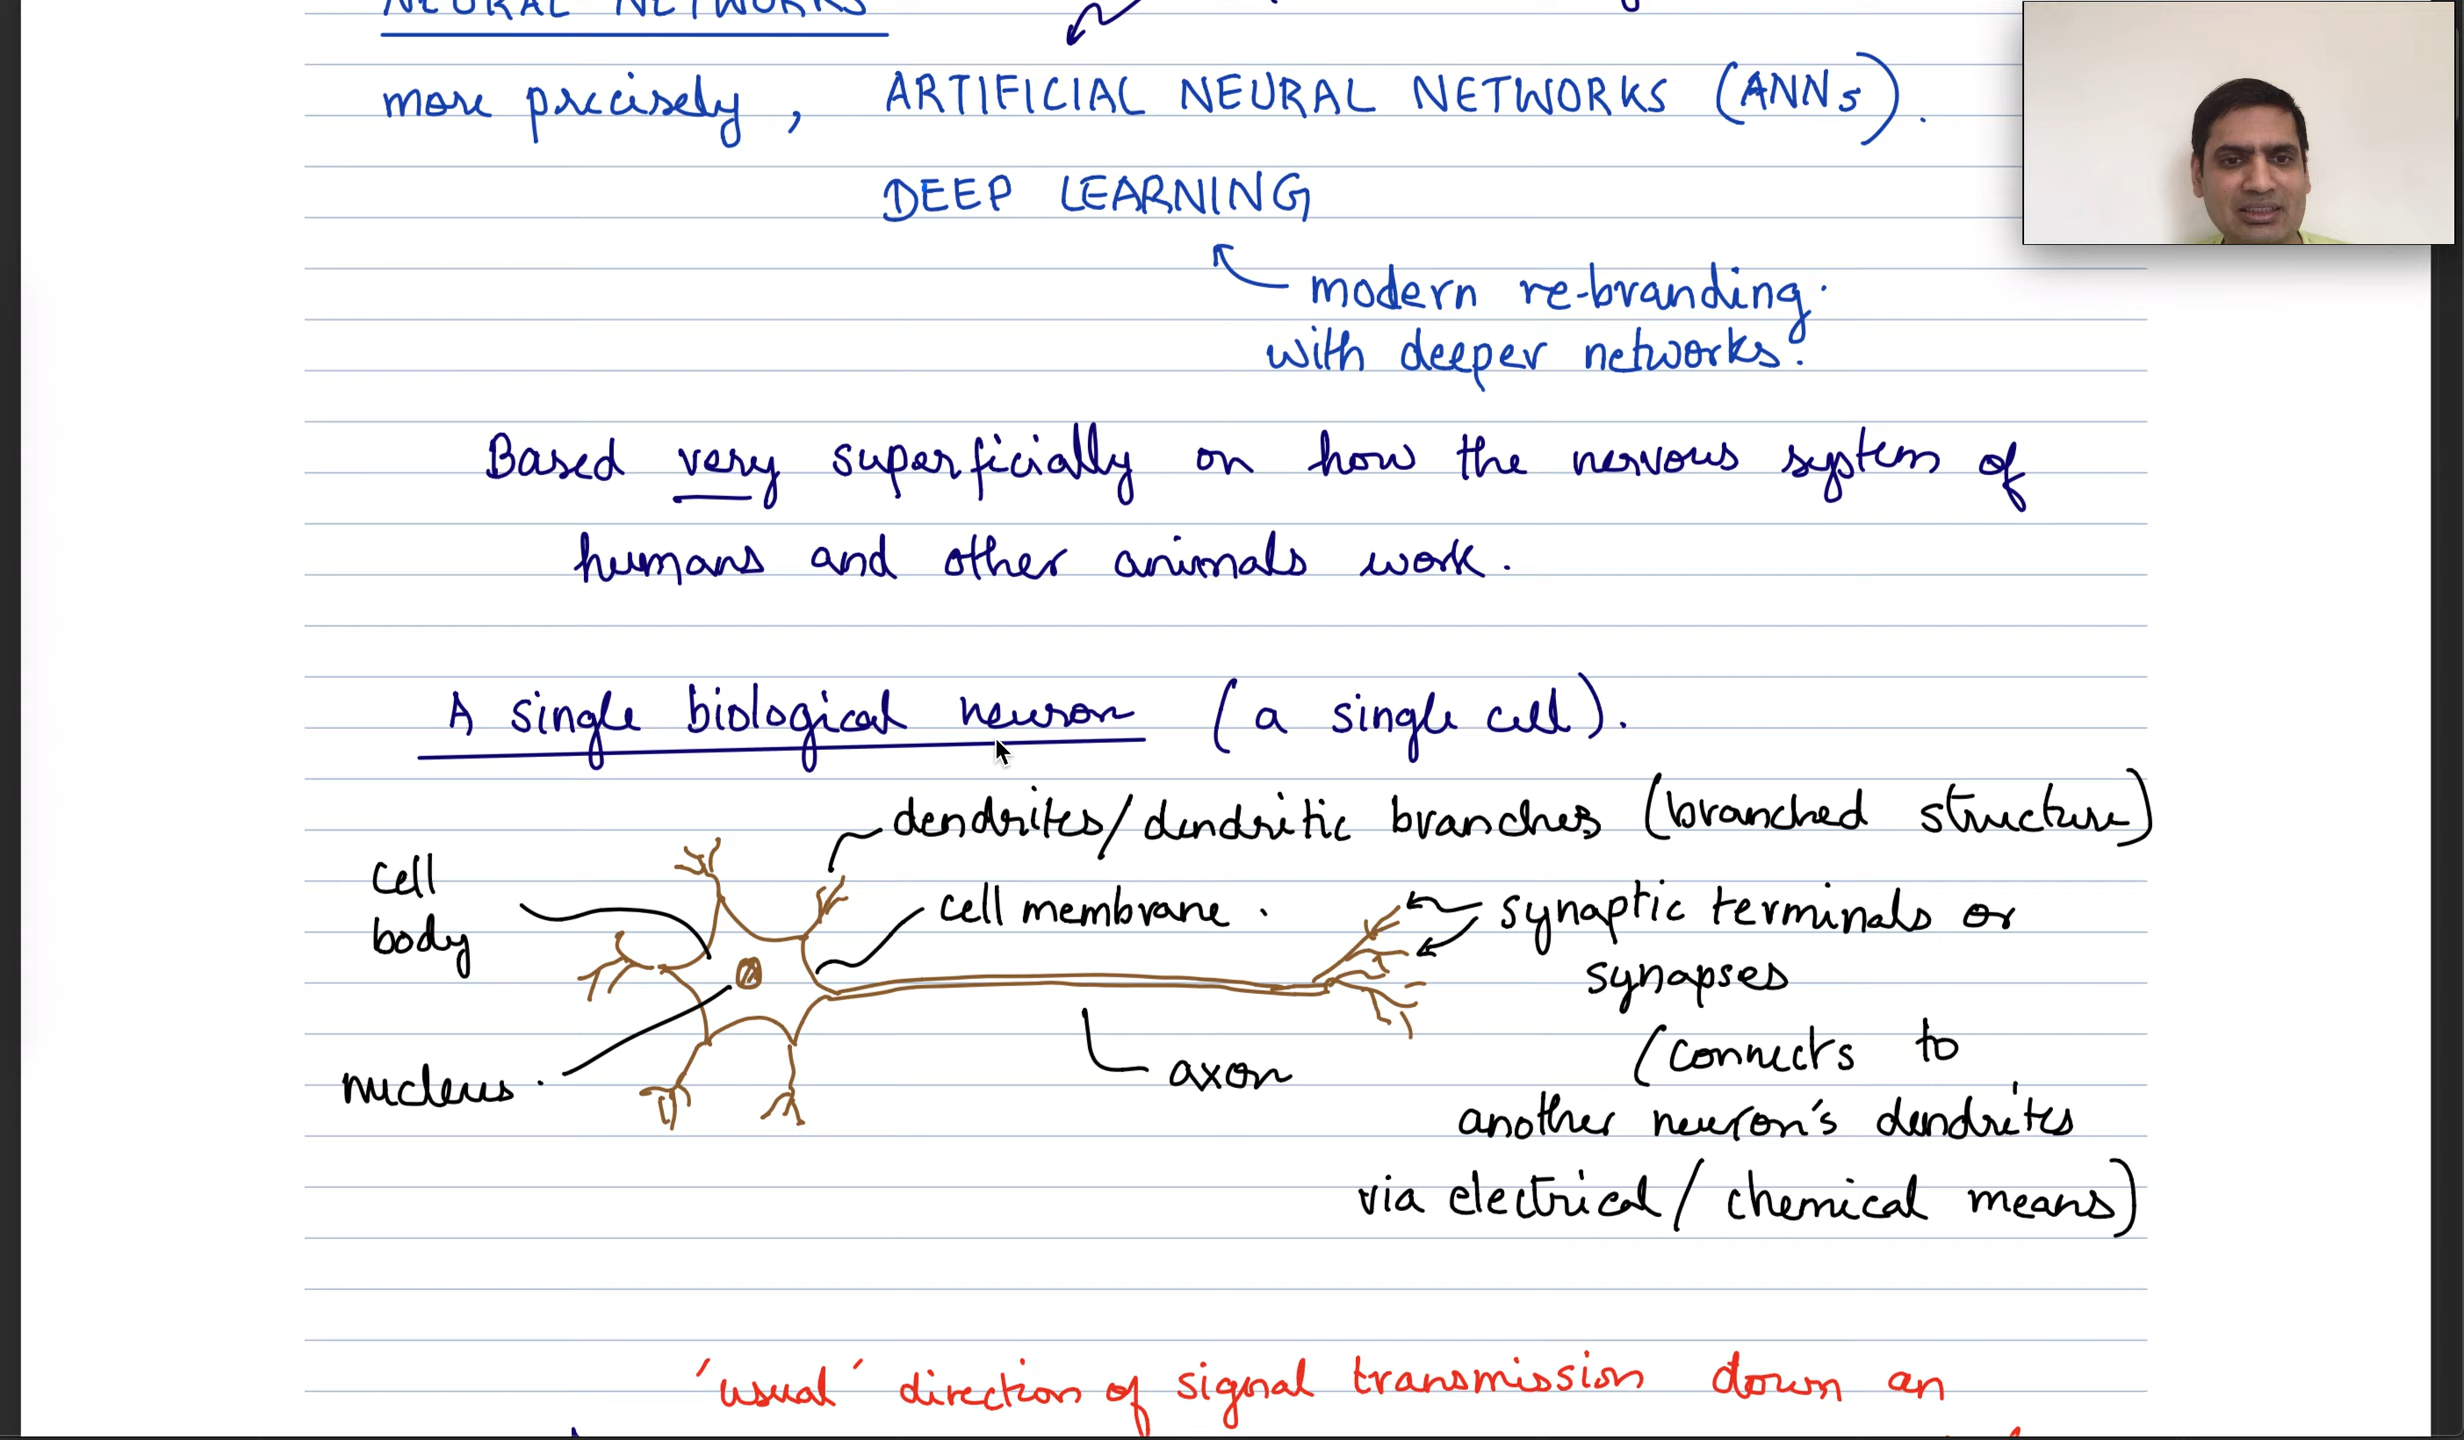 NEURAL NETWORKS
more precisely, ARTIFICIAL NEURAL NETWORKS (ANNs).
DEEP LEARNING
modern re-branding
with deeper networks.
Based very superficially on how the nervous system of
humans and other animals work.
A single biological neuron (a single cell).
dendrites/dendritic branches (branched structure)
cell
body
cell membrane.
synaptic terminals or
synapses
(connects to
nucleus.
axon
another neuron's dendrites
via electrical/chemical means)
'usual' direction of signal transmission down an